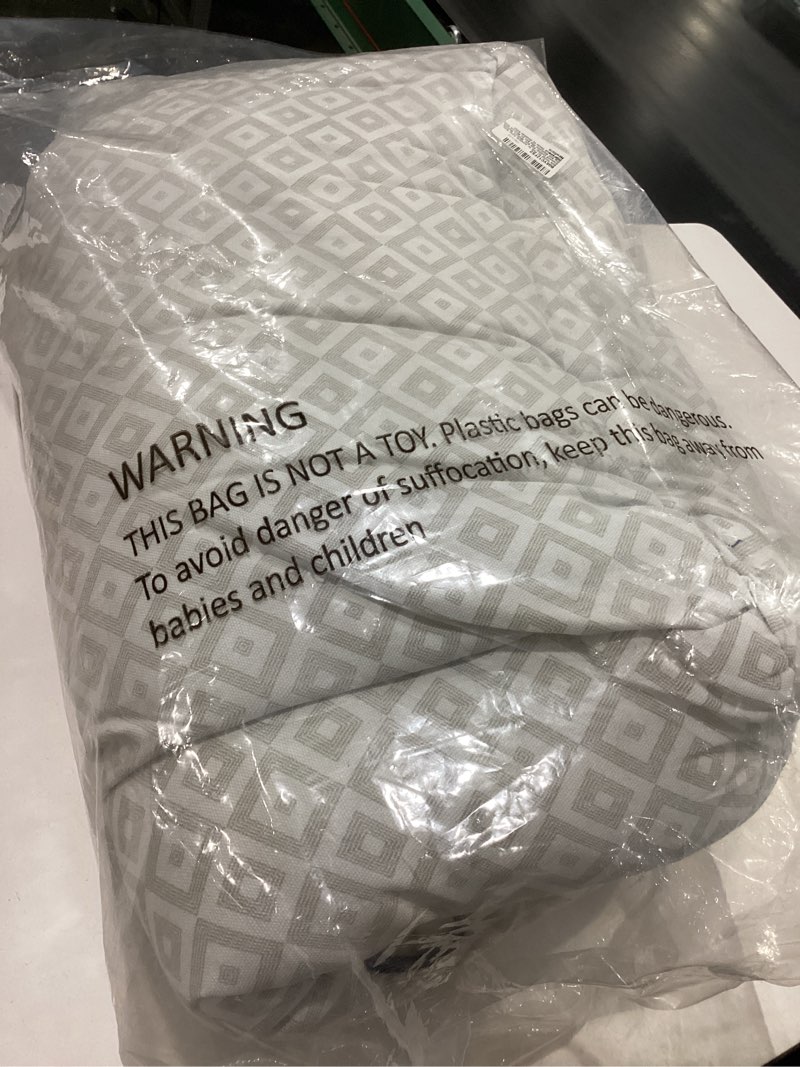 WARNING
THIS BAG IS NOT A TOY. Plastic bags can be dangerous.
To avoid danger of suffocation, keep this bag away from
babies and children